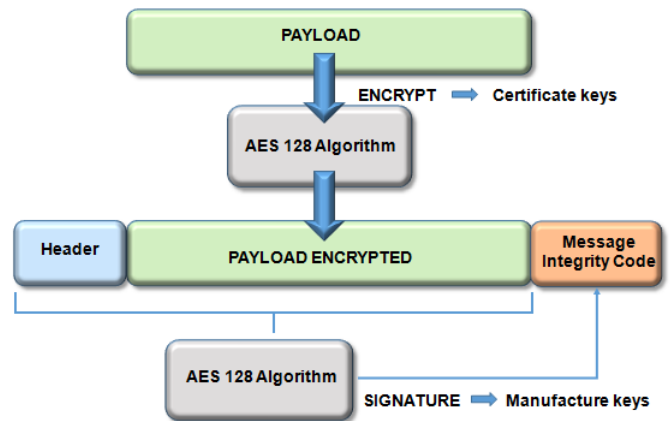 PAYLOAD
ENCRYPT Certificate keys
AES 128 Algorithm
Header
PAYLOAD ENCRYPTED
Message
Integrity Code
AES 128 Algorithm
SIGNATURE Manufacture keys